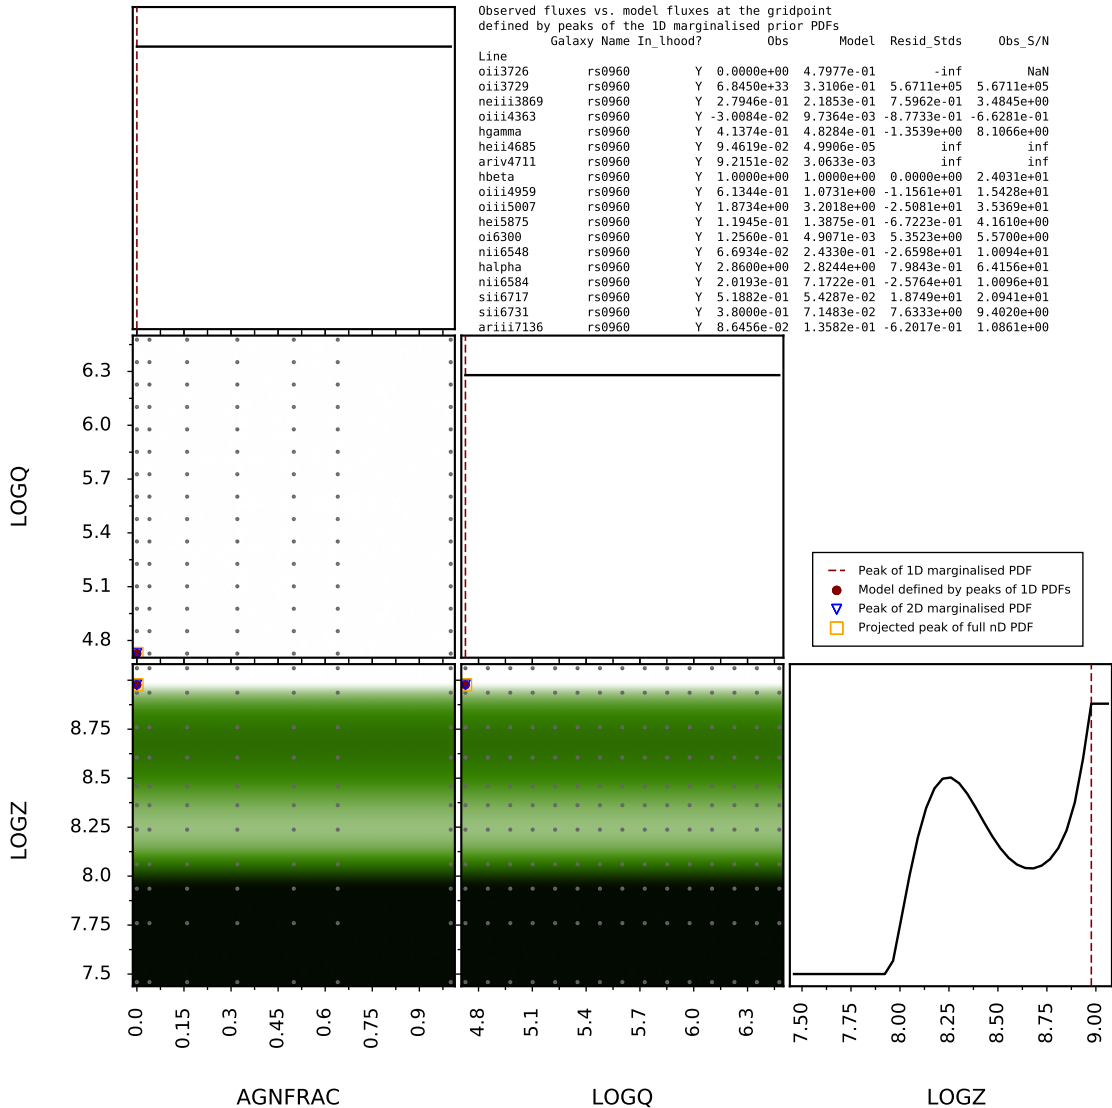 Observed fluxes vs. model fluxes at the gridpoint
defined by peaks of the 1D marginalised prior PDFs
Galaxy Name In_lhood? Obs Model Resid_Stds Obs_S/N
Line
oii3726 rs0960 Y 0.0000e+00 4.7977e-01 -inf NaN
oii3729 rs0960 Y 6.8450e+33 3.3106e-01 5.6711e+05 5.6711e+05
neiii3869 rs0960 Y 2.7946e-01 2.1853e-01 7.5962e-01 3.4845e+00
oiii4363 rs0960 Y -3.0084e-02 9.7364e-03 -8.7733e-01 -6.6281e-01
hgamma rs0960 Y 4.1374e-01 4.8284e-01 -1.3539e+00 8.1066e+00
heii4685 rs0960 Y 9.4619e-02 4.9906e-05 inf inf
ariv4711 rs0960 Y 9.2151e-02 3.0633e-03 inf inf
hbeta rs0960 Y 1.0000e+00 1.0000e+00 0.0000e+00 2.4031e+01
oiii4959 rs0960 Y 6.1344e-01 1.0731e+00 -1.1561e+01 1.5428e+01
oiii5007 rs0960 Y 1.8734e+00 3.2018e+00 -2.5081e+01 3.5369e+01
hei5875 rs0960 Y 1.1945e-01 1.3875e-01 -6.7223e-01 4.1610e+00
oi6300 rs0960 Y 1.2560e-01 4.9071e-03 5.3523e+00 5.5700e+00
nii6548 rs0960 Y 6.6934e-02 2.4330e-01 -2.6598e+01 1.0094e+01
halpha rs0960 Y 2.8600e+00 2.8244e+00 7.9843e-01 6.4156e+01
nii6584 rs0960 Y 2.0193e-01 7.1722e-01 -2.5764e+01 1.0096e+01
sii6717 rs0960 Y 5.1882e-01 5.4287e-02 1.8749e+01 2.0941e+01
sii6731 rs0960 Y 3.8000e-01 7.1483e-02 7.6333e+00 9.4020e+00
ariii7136 rs0960 Y 8.6456e-02 1.3582e-01 -6.2017e-01 1.0861e+00
LOGQ
6.3
6.0
5.7
5.4
5.1
4.8
Peak of 1D marginalised PDF
Model defined by peaks of 1D PDFs
Peak of 2D marginalised PDF
Projected peak of full nD PDF
LOGZ
8.75
8.5
8.25
8.0
7.75
7.5
0.0 0.15 0.3 0.45 0.6 0.75 0.9
4.8 5.1 5.4 5.7 6.0 6.3
7.50 7.75 8.00 8.25 8.50 8.75 9.00
AGNFRAC LOGQ LOGZ